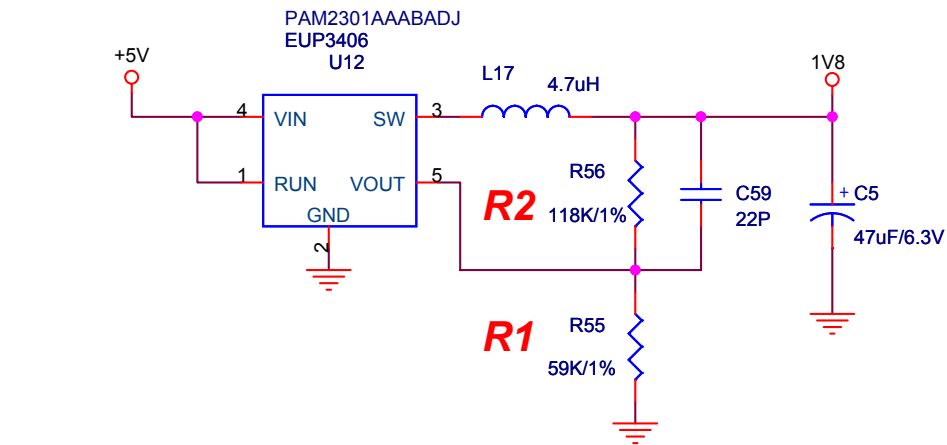 PAM2301AAABADJ
EUP3406
U12
+5V
1V8
L17
4.7uH
4
VIN
SW
3
1
RUN
VOUT
5
GND
2
R2
R56
118K/1%
C59
22P
+ C5
47uF/6.3V
R1
R55
59K/1%